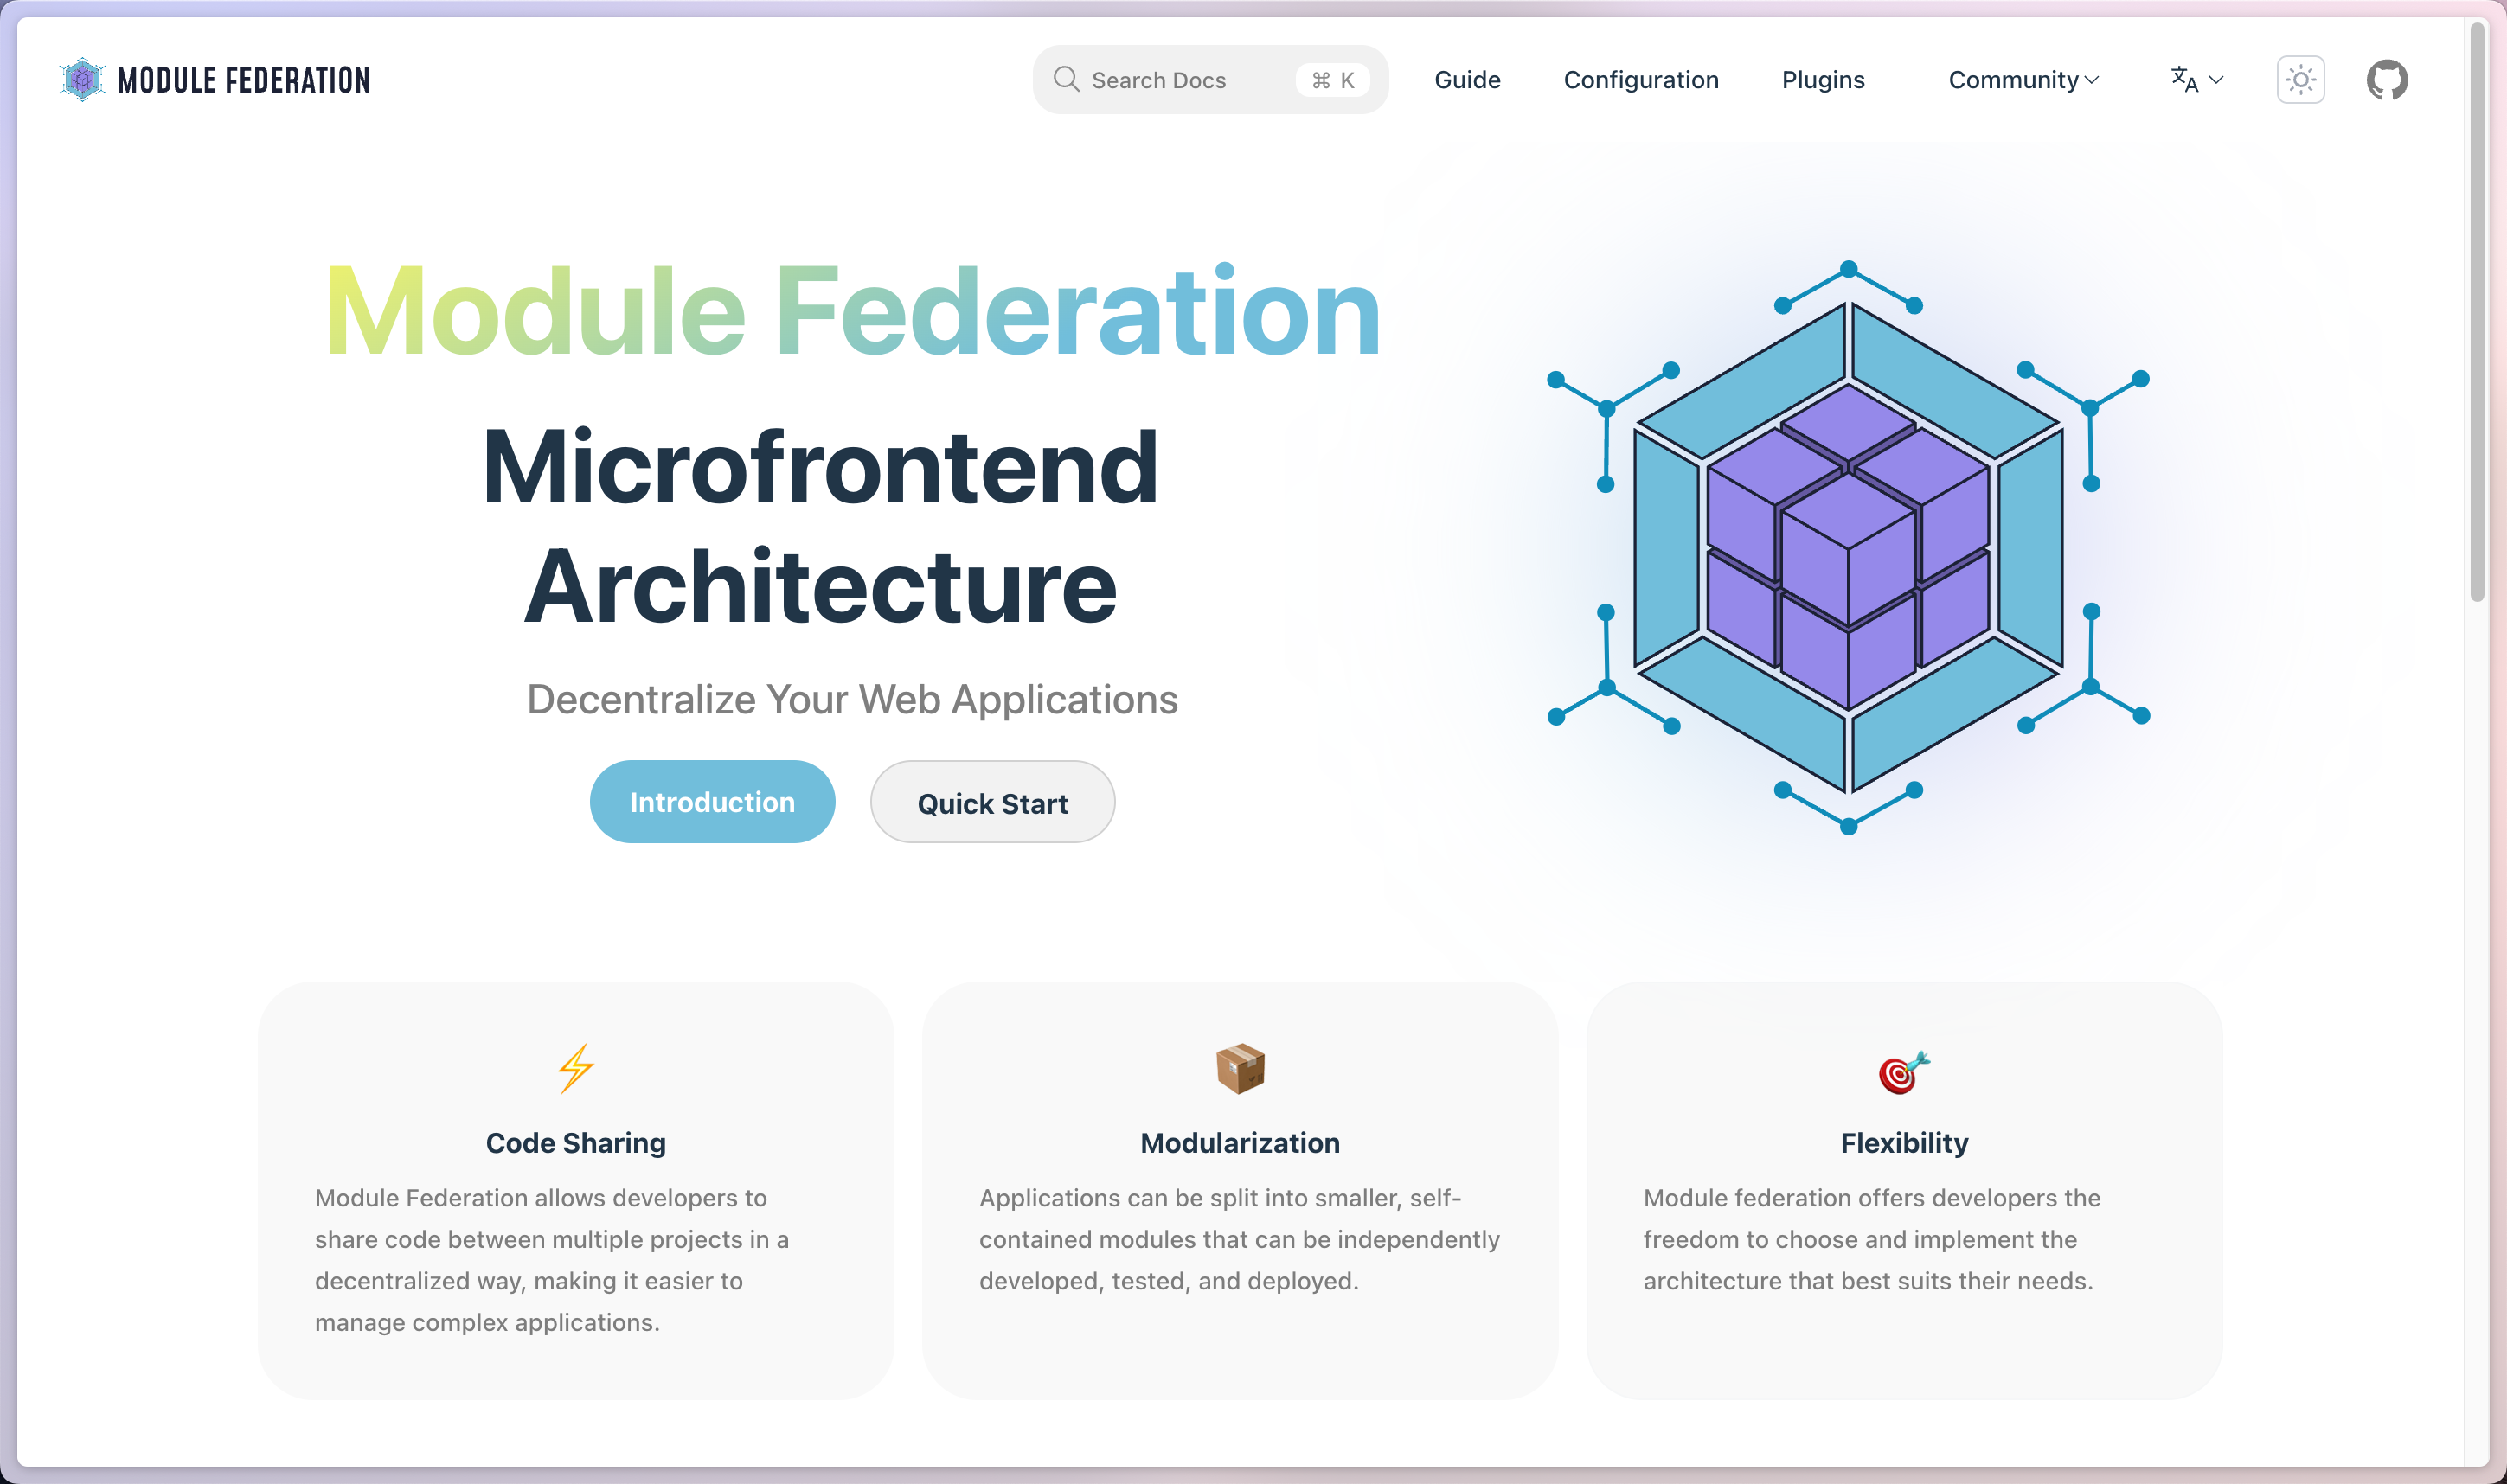 MODULE FEDERATION
Search Docs ⌘ K
Guide
Configuration
Plugins
Community
文A
Module Federation
Microfrontend
Architecture
Decentralize Your Web Applications
Introduction
Quick Start
Code Sharing
Module Federation allows developers to
share code between multiple projects in a
decentralized way, making it easier to
manage complex applications.
Modularization
Applications can be split into smaller, self-
contained modules that can be independently
developed, tested, and deployed.
Flexibility
Module federation offers developers the
freedom to choose and implement the
architecture that best suits their needs.